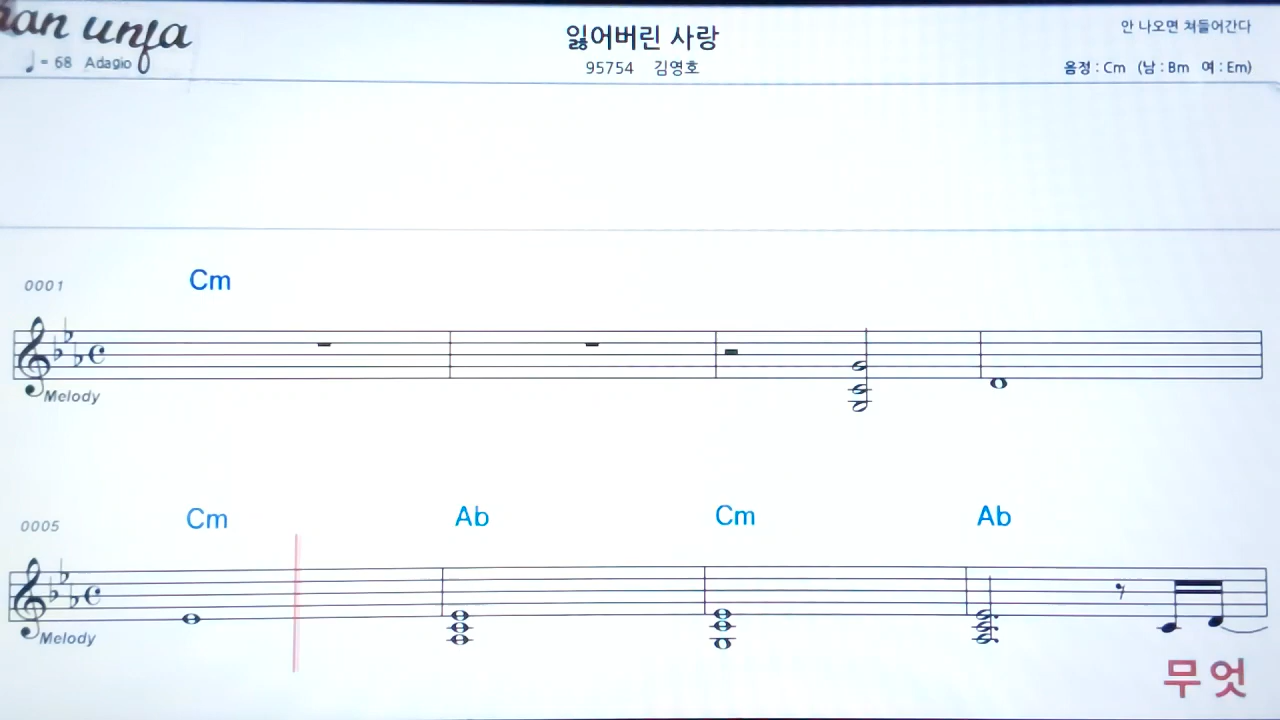 unfa
♩ = 68 Adagio
잃어버린 사랑
95754 김영호
안 나오면 쳐들어간다
음정 : Cm (남 : Bm 여 : Em)
0001
Cm
Melody
0005
Cm Ab Cm Ab
Melody
무엇